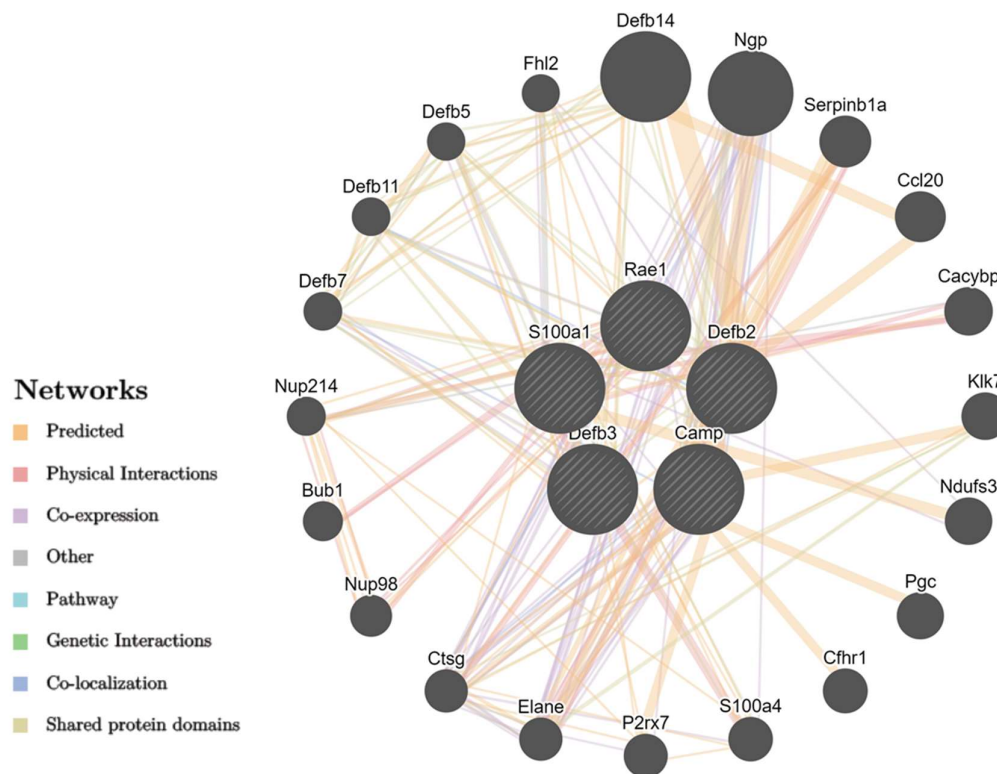 Defb14
Ngp
Fhl2
Serpinb1a
Defb5
Ccl20
Defb11
Rae1
Cacybp
Defb7
S100a1
Defb2
Nup214
Klk7
Defb3
Camp
Bub1
Ndufs3
Nup98
Pgc
Ctsg
Cfhr1
Elane
P2rx7
S100a4
Networks
Predicted
Physical Interactions
Co-expression
Other
Pathway
Genetic Interactions
Co-localization
Shared protein domains